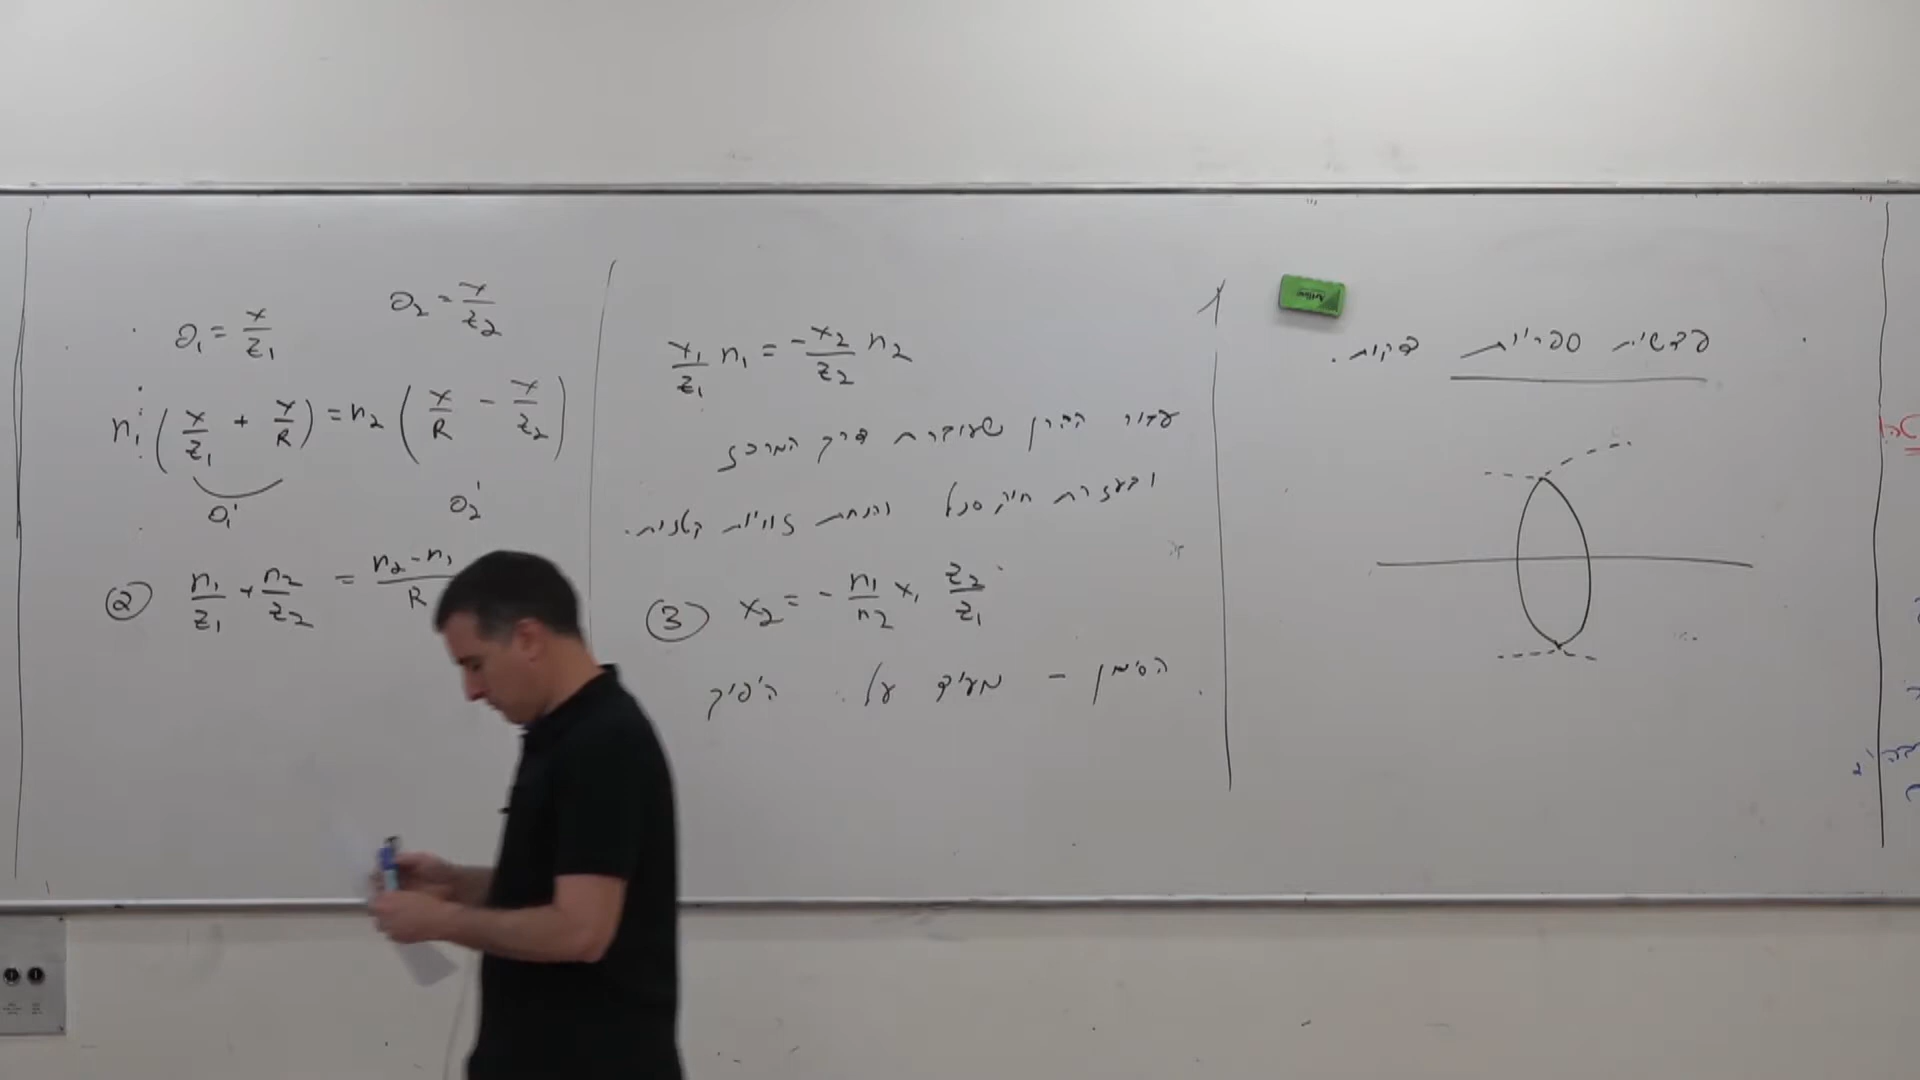 θ₁ = x/z₁    θ₂ = x/z₂
n₁ (x/z₁ + x/R) = n₂ (x/R − x/z₂)
θ₁'    θ₂'
② n₁/z₁ + n₂/z₂ = (n₂ − n₁)/R
x₁/z₁ n₁ = −x₂/z₂ n₂
עבור הקרן שעוברת דרך המרכז
ובעזרת חוק סנל והנחת זוויות קטנות.
③ x₂ = − n₁/n₂ x₁ z₂/z₁
הסימן − מעיד על היפוך
עדשות ספריות דקות.